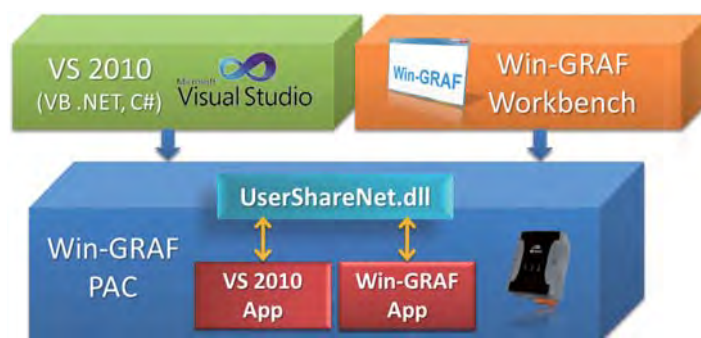 VS 2010
(VB .NET, C#)
Microsoft
Visual Studio
Win-GRAF
Win-GRAF
Workbench
UserShareNet.dll
Win-GRAF
PAC
VS 2010
App
Win-GRAF
App